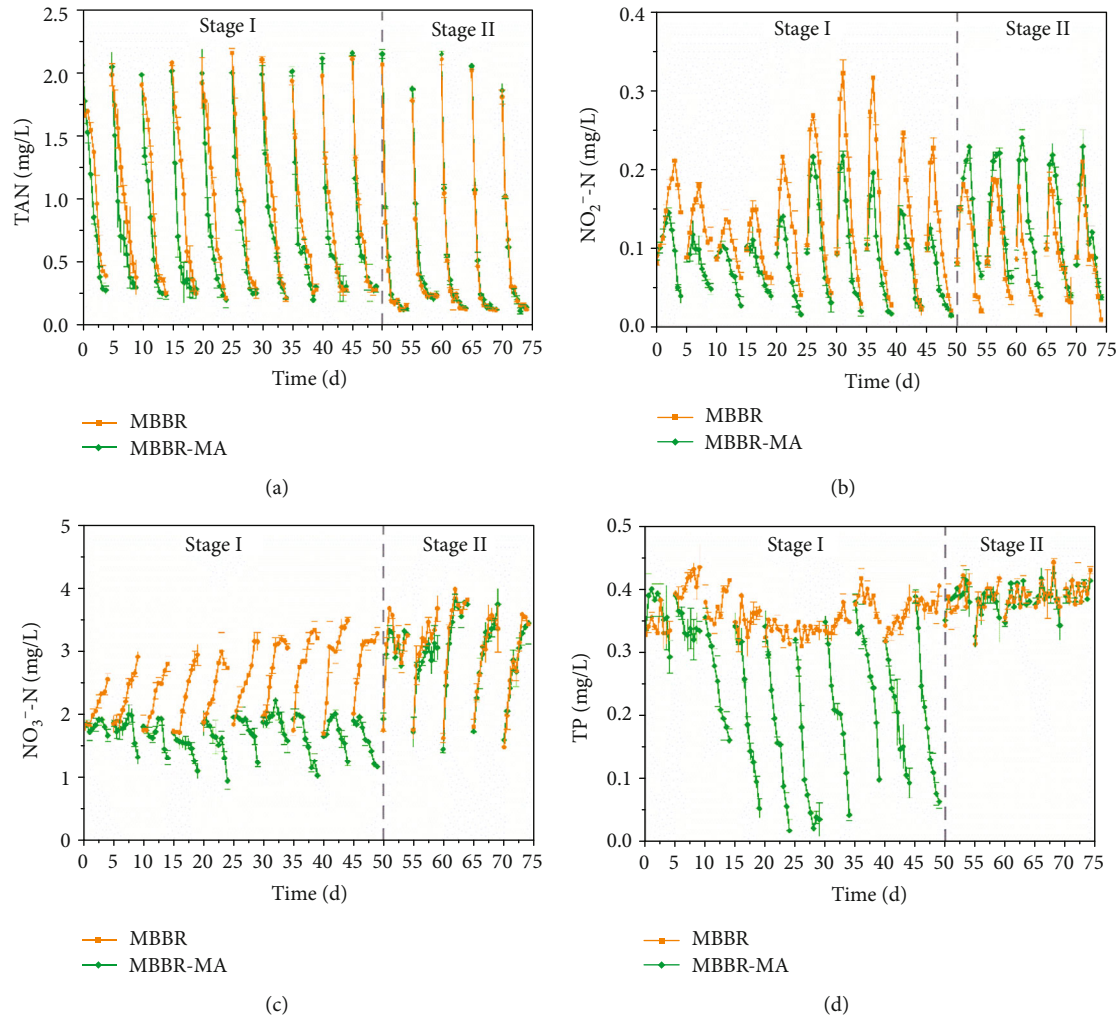 Stage I
Stage II
2.0
1.5
1.0
0.5
0.0
TAN (mg/L)
0 5 10 15 20 25 30 35 40 45 50 55 60 65 70 75
Time (d)
MBBR
MBBR-MA
(a)
Stage I
Stage II
0.4
0.3
0.2
0.1
0.0
NO₂⁻-N (mg/L)
0 5 10 15 20 25 30 35 40 45 50 55 60 65 70 75
Time (d)
MBBR
MBBR-MA
(b)
Stage I
Stage II
5
4
3
2
1
0
NO₃⁻-N (mg/L)
0 5 10 15 20 25 30 35 40 45 50 55 60 65 70 75
Time (d)
MBBR
MBBR-MA
(c)
Stage I
Stage II
0.5
0.4
0.3
0.2
0.1
0.0
TP (mg/L)
0 5 10 15 20 25 30 35 40 45 50 55 60 65 70 75
Time (d)
MBBR
MBBR-MA
(d)